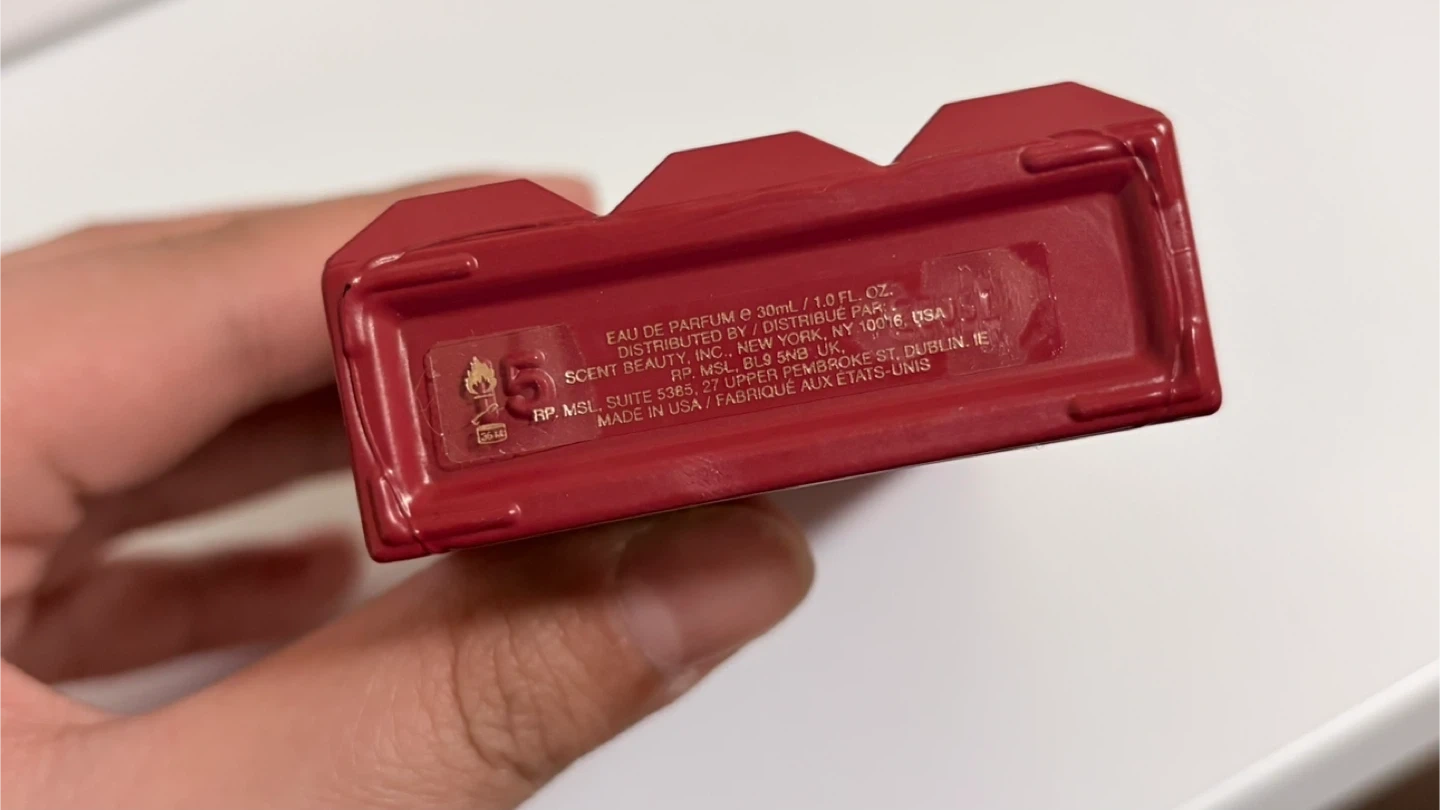 EAU DE PARFUM ℮ 30mL / 1.0 FL. OZ.
DISTRIBUTED BY / DISTRIBUÉ PAR:
SCENT BEAUTY, INC., NEW YORK, NY 10016, USA
RP. MSL, BL9 5NB UK,
RP. MSL, SUITE 5385, 27 UPPER PEMBROKE ST, DUBLIN. IE
MADE IN USA / FABRIQUÉ AUX ÉTATS-UNIS
5
36 M